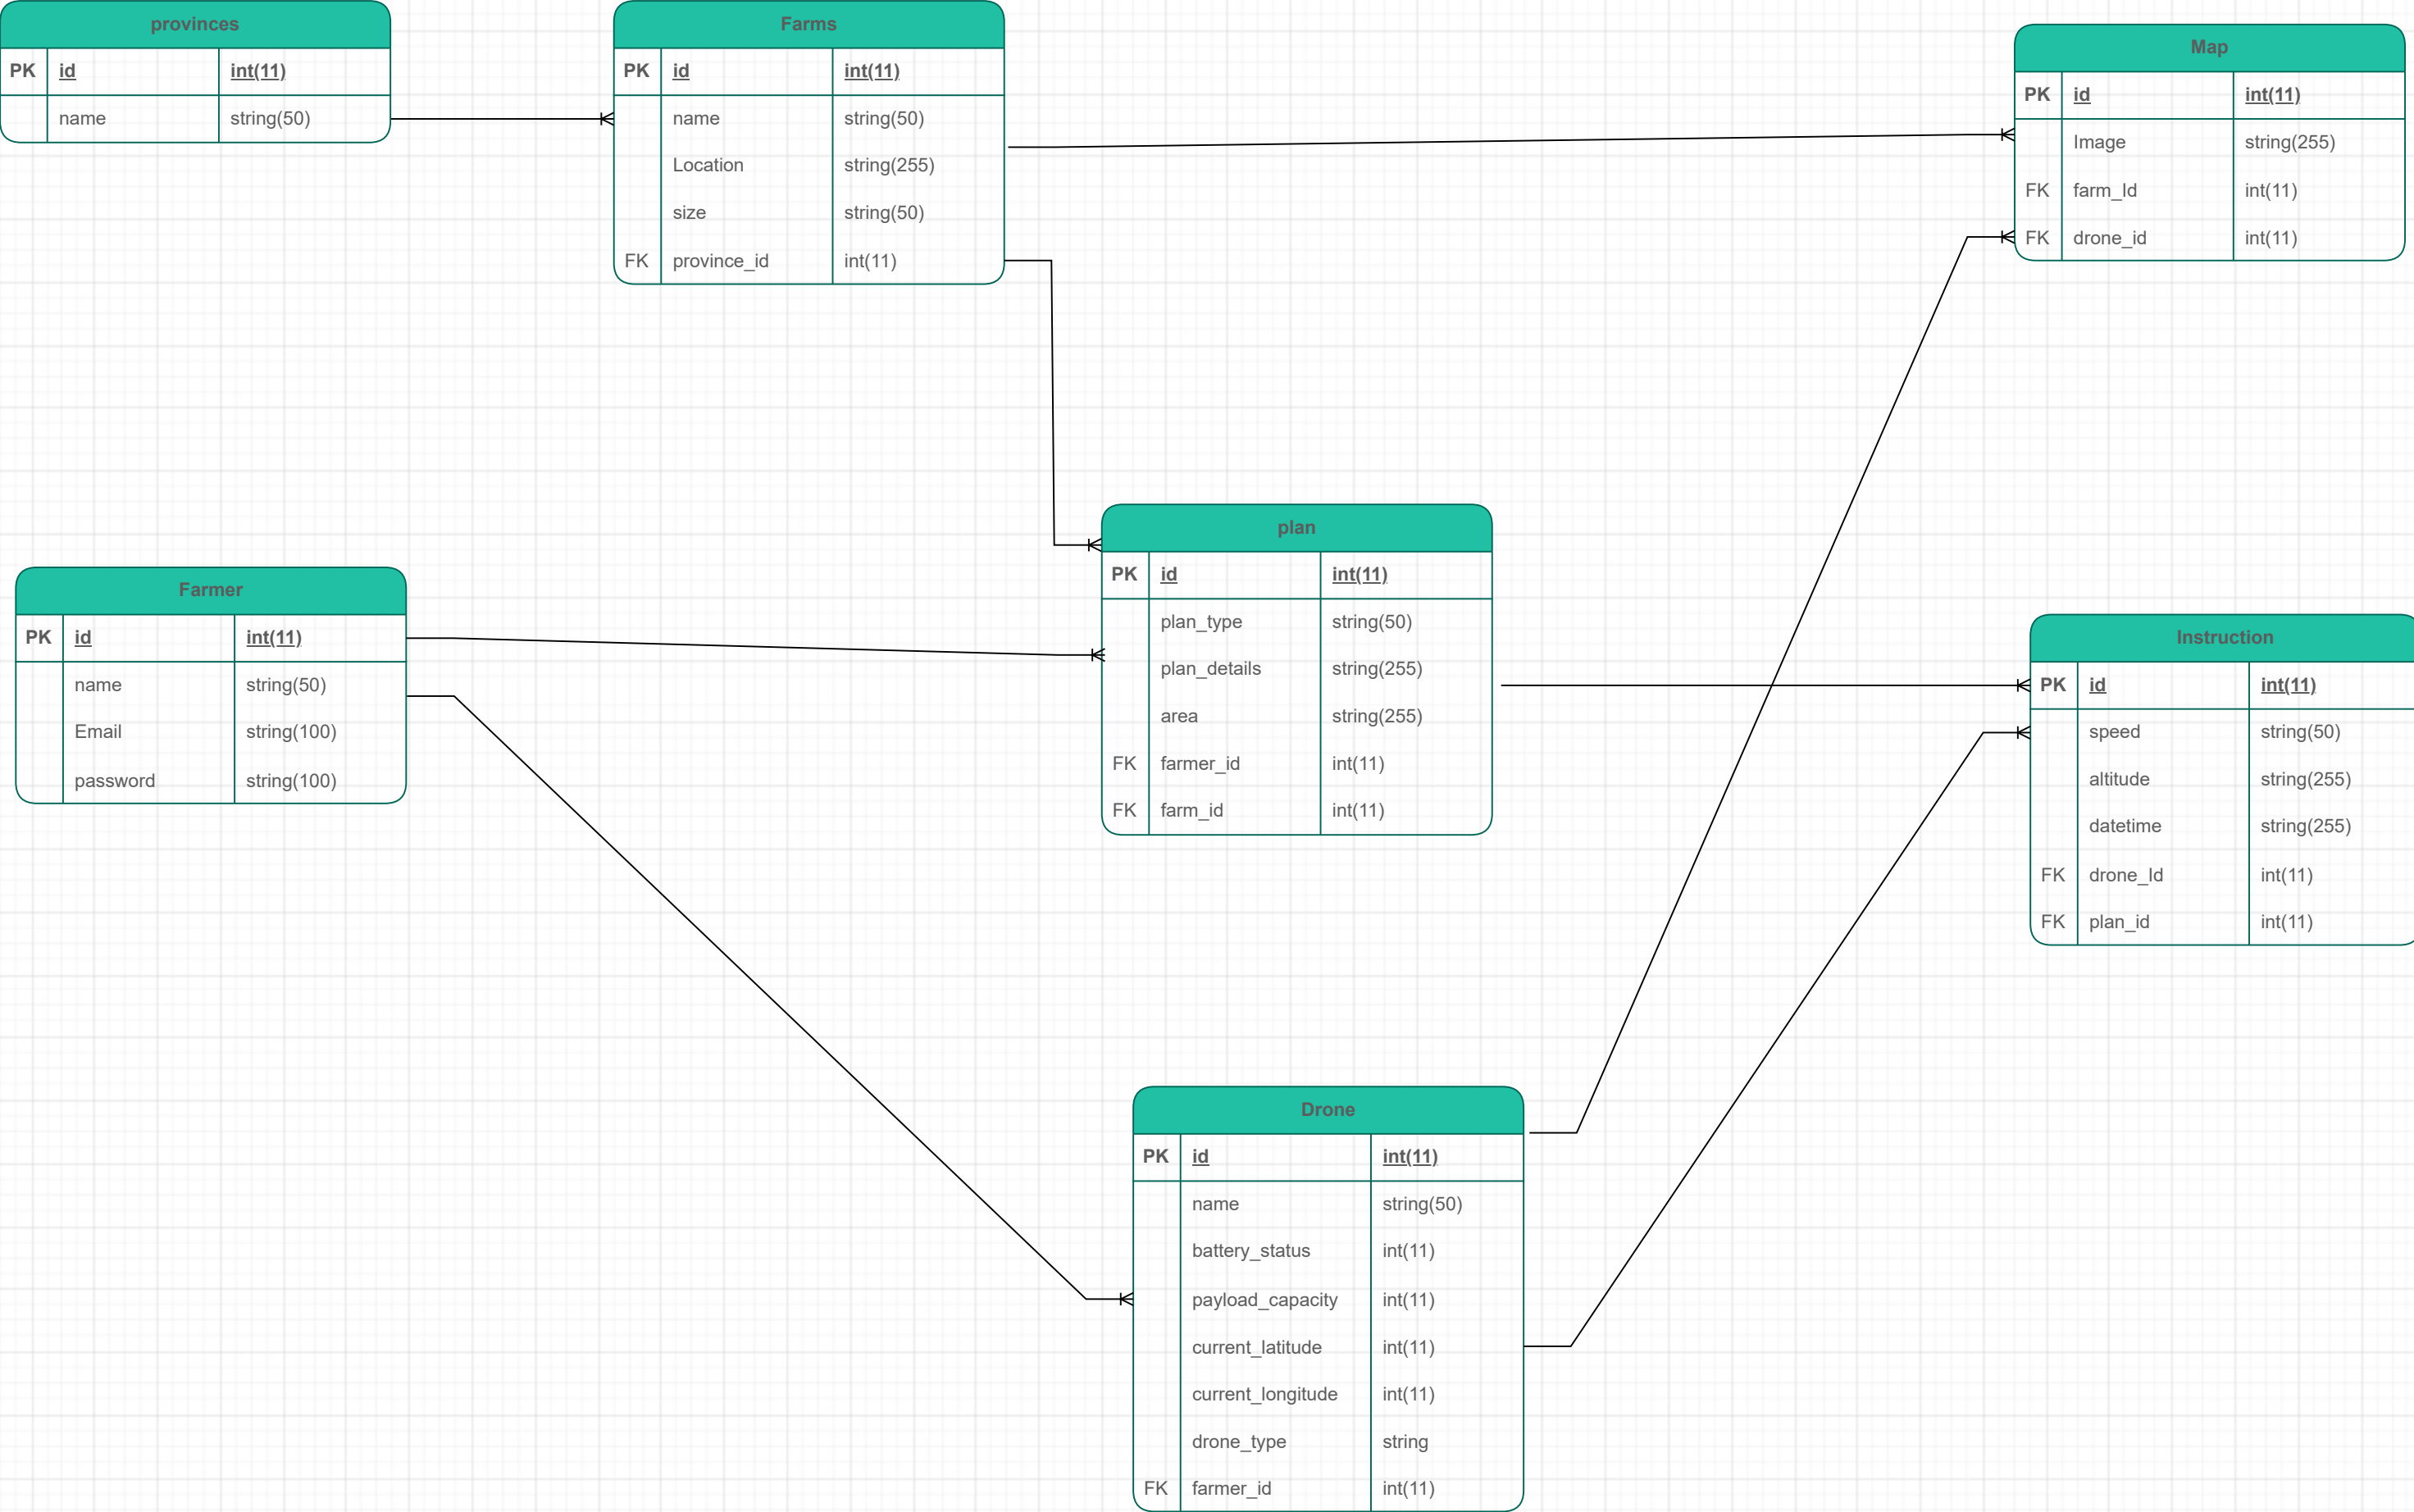 provinces
PK id int(11)
name string(50)
Farms
PK id int(11)
name string(50)
Location string(255)
size string(50)
FK province_id int(11)
Map
PK id int(11)
Image string(255)
FK farm_Id int(11)
FK drone_id int(11)
plan
PK id int(11)
plan_type string(50)
plan_details string(255)
area string(255)
FK farmer_id int(11)
FK farm_id int(11)
Farmer
PK id int(11)
name string(50)
Email string(100)
password string(100)
Instruction
PK id int(11)
speed string(50)
altitude string(255)
datetime string(255)
FK drone_Id int(11)
FK plan_id int(11)
Drone
PK id int(11)
name string(50)
battery_status int(11)
payload_capacity int(11)
current_latitude int(11)
current_longitude int(11)
drone_type string
FK farmer_id int(11)